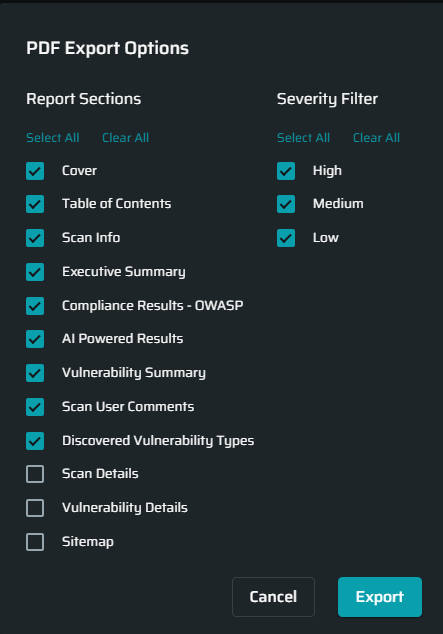 PDF Export Options
Report Sections
Select All Clear All
Cover
Table of Contents
Scan Info
Executive Summary
Compliance Results - OWASP
AI Powered Results
Vulnerability Summary
Scan User Comments
Discovered Vulnerability Types
Scan Details
Vulnerability Details
Sitemap
Severity Filter
Select All Clear All
High
Medium
Low
Cancel Export